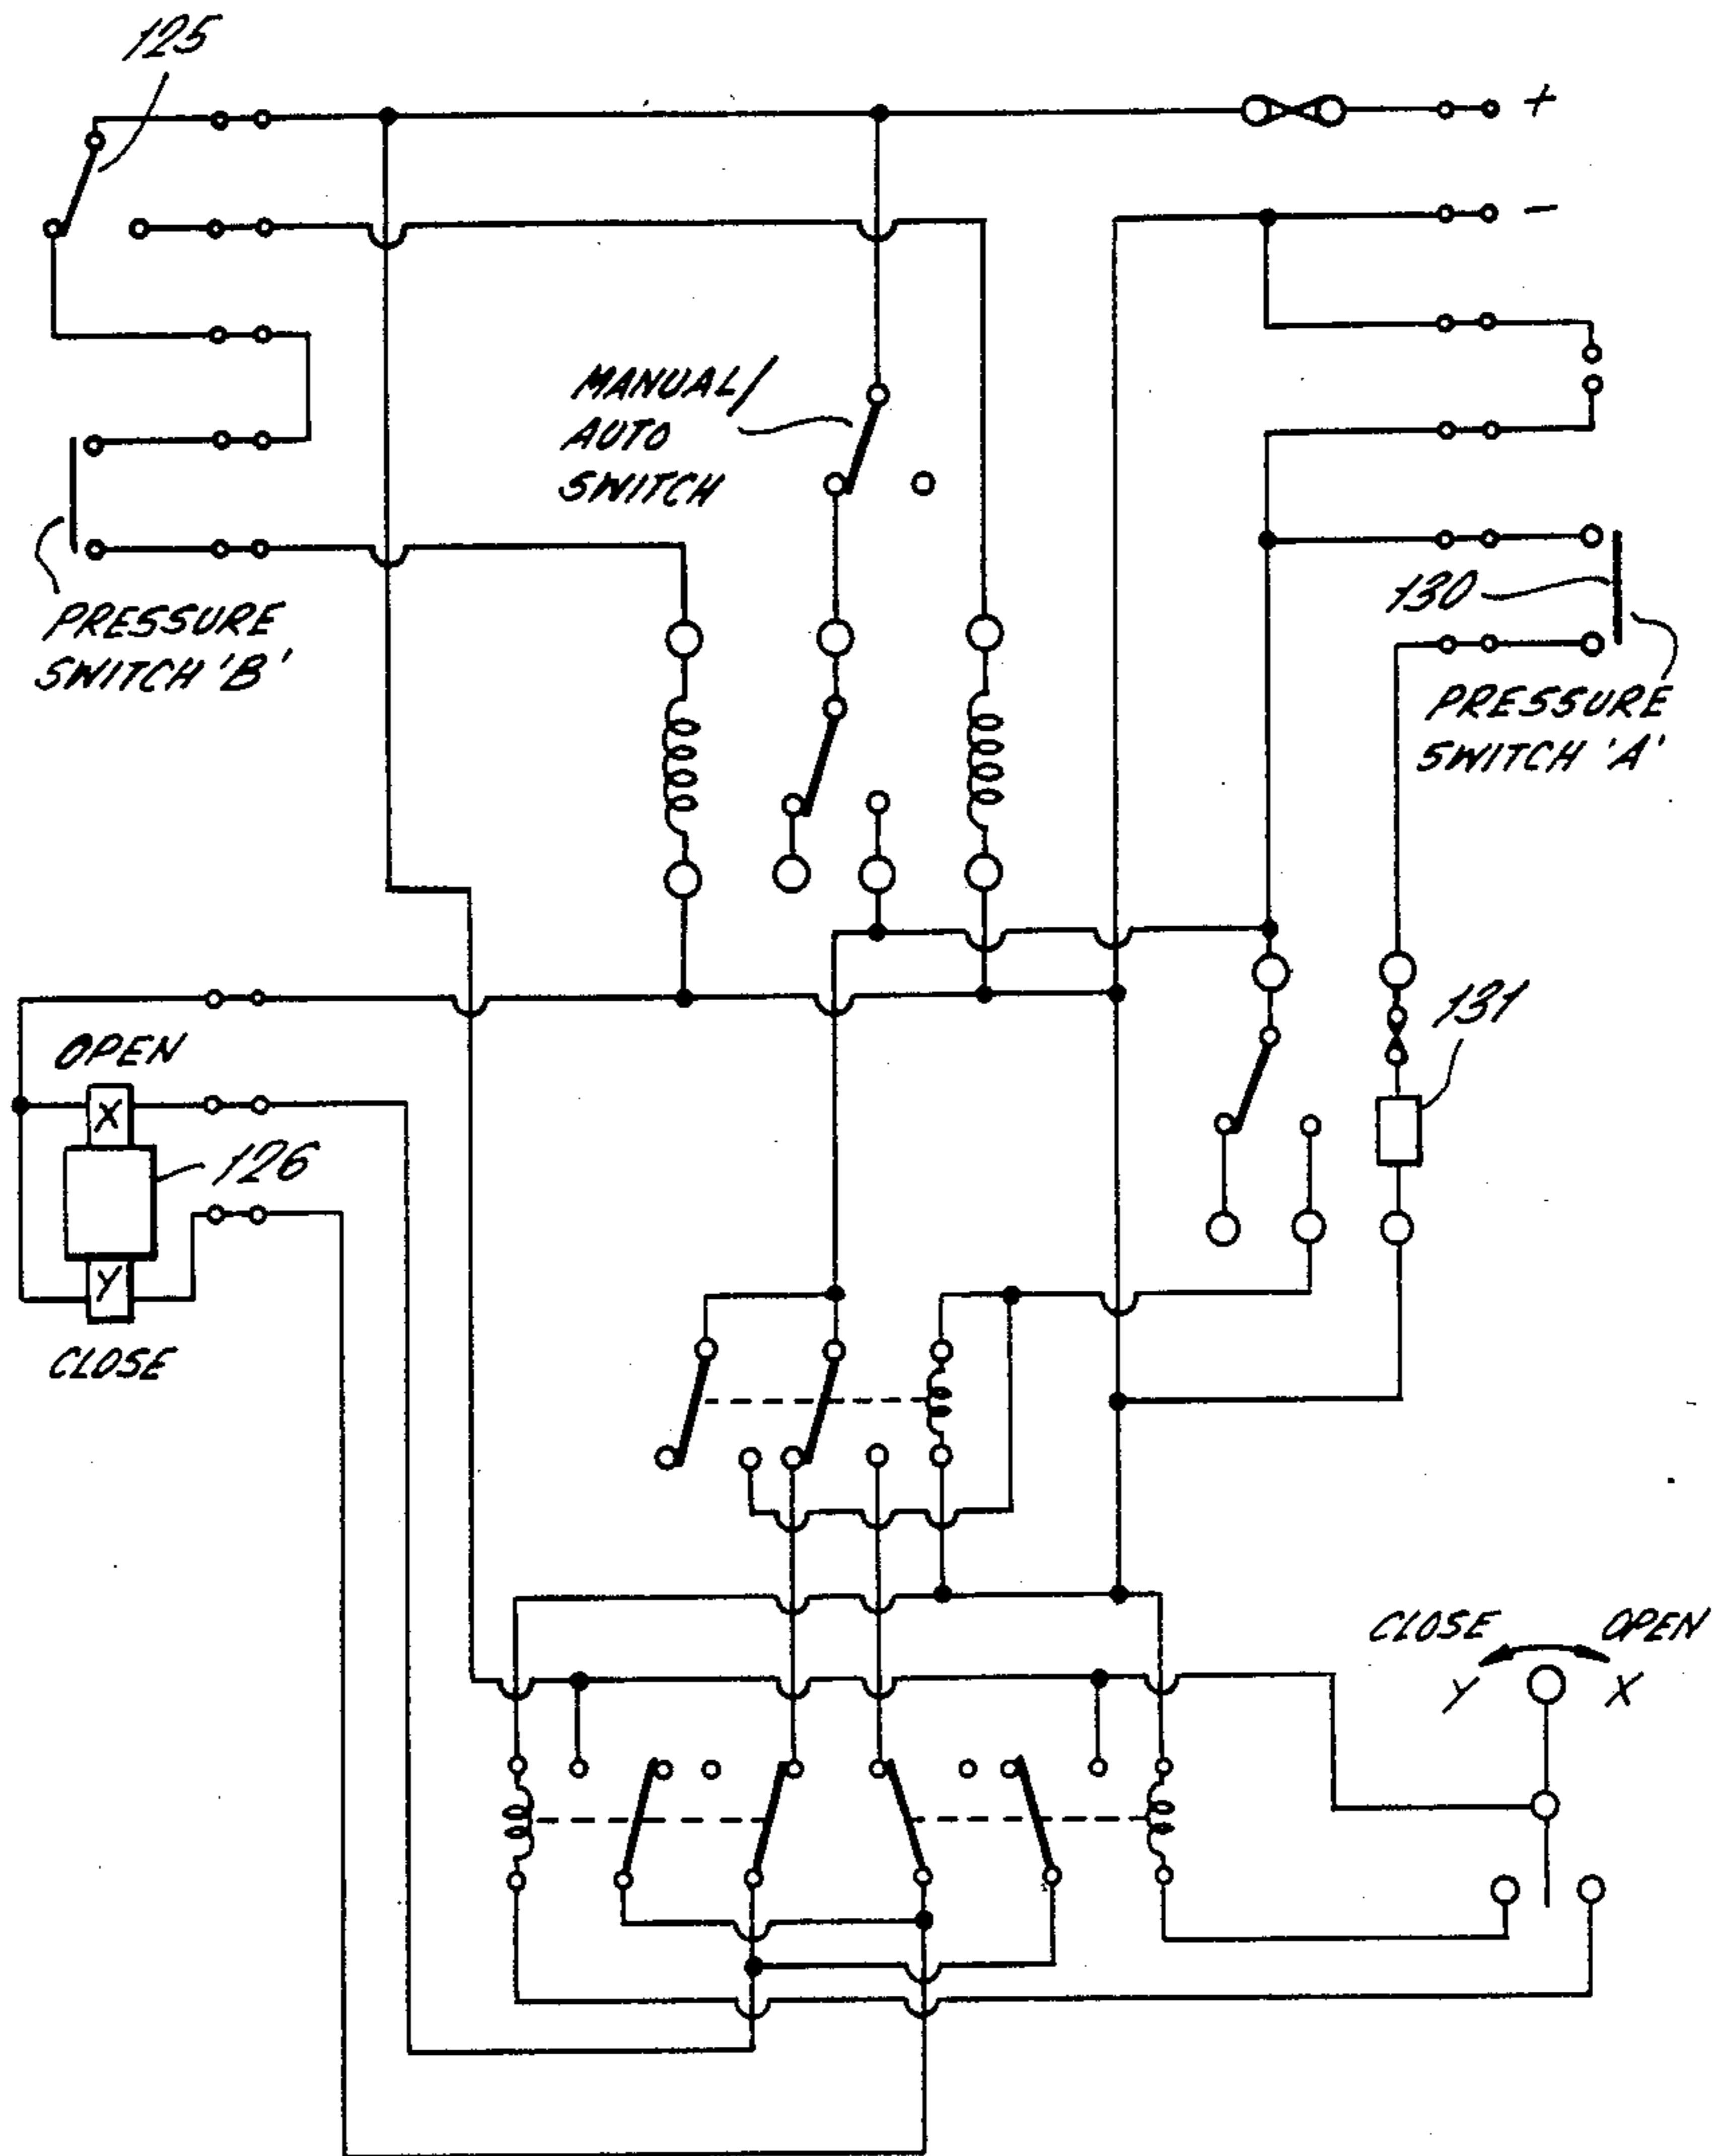 125
+
-
MANUAL/
AUTO
SWITCH
PRESSURE
SWITCH 'B'
130
PRESSURE
SWITCH 'A'
131
OPEN
X
126
Y
CLOSE
CLOSE OPEN
Y X